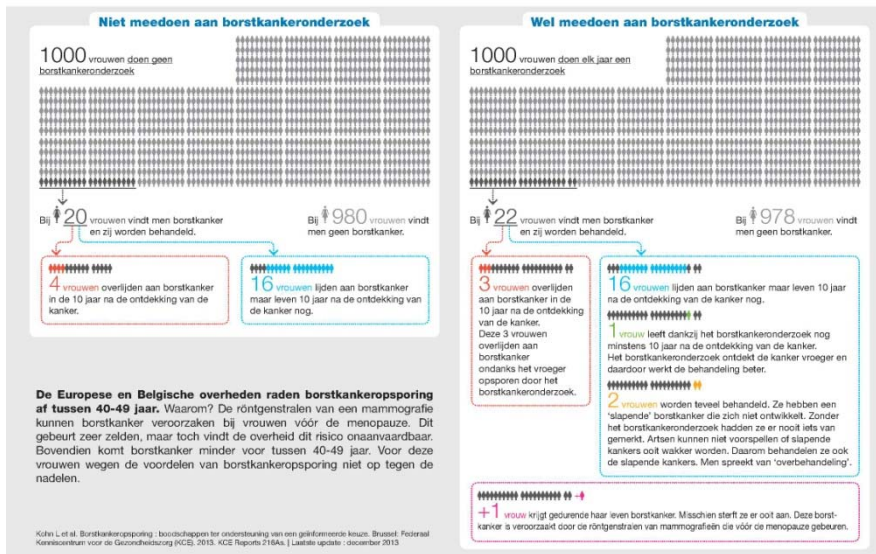 Niet meedoen aan borstkankeronderzoek
1000 vrouwen doen geen
borstkankeronderzoek
Bij 20 vrouwen vindt men borstkanker
en zij worden behandeld.
Bij 980 vrouwen vindt
men geen borstkanker.
4 vrouwen overlijden aan borstkanker
in de 10 jaar na de ontdekking van de
kanker.
16 vrouwen lijden aan borstkanker
maar leven 10 jaar na de ontdekking van
de kanker nog.
De Europese en Belgische overheden raden borstkankeropsporing
af tussen 40-49 jaar. Waarom? De röntgenstralen van een mammografie
kunnen borstkanker veroorzaken bij vrouwen vóór de menopauze. Dit
gebeurt zeer zelden, maar toch vindt de overheid dit risico onaanvaardbaar.
Bovendien komt borstkanker minder voor tussen 40-49 jaar. Voor deze
vrouwen wegen de voordelen van borstkankeropsporing niet op tegen de
nadelen.
Kohn L et al. Borstkankeropsporing : boodschappen ter ondersteuning van een geïnformeerde keuze. Brussel: Federaal
Kenniscentrum voor de Gezondheidszorg (KCE). 2013. KCE Reports 216As. | Laatste update : december 2013
Wel meedoen aan borstkankeronderzoek
1000 vrouwen doen elk jaar een
borstkankeronderzoek
Bij 22 vrouwen vindt men borstkanker
en zij worden behandeld.
Bij 978 vrouwen vindt
men geen borstkanker.
3 vrouwen overlijden
aan borstkanker in de
10 jaar na de ontdekking
van de kanker.
Deze 3 vrouwen
overlijden aan
borstkanker
ondanks het vroeger
opsporen door het
borstkankeronderzoek.
16 vrouwen lijden aan borstkanker maar leven 10 jaar
na de ontdekking van de kanker nog.
1 vrouw leeft dankzij het borstkankeronderzoek nog
minstens 10 jaar na de ontdekking van de kanker.
Het borstkankeronderzoek ontdekt de kanker vroeger en
daardoor werkt de behandeling beter.
2 vrouwen worden teveel behandeld. Ze hebben een
'slapende' borstkanker die zich niet ontwikkelt. Zonder
het borstkankeronderzoek hadden ze er nooit iets van
gemerkt. Artsen kunnen niet voorspellen of slapende
kankers ooit wakker worden. Daarom behandelen ze ook
de slapende kankers. Men spreekt van 'overbehandeling'.
+1 vrouw krijgt gedurende haar leven borstkanker. Misschien sterft ze er ooit aan. Deze borst-
kanker is veroorzaakt door de röntgenstralen van mammografieën die vóór de menopauze gebeuren.